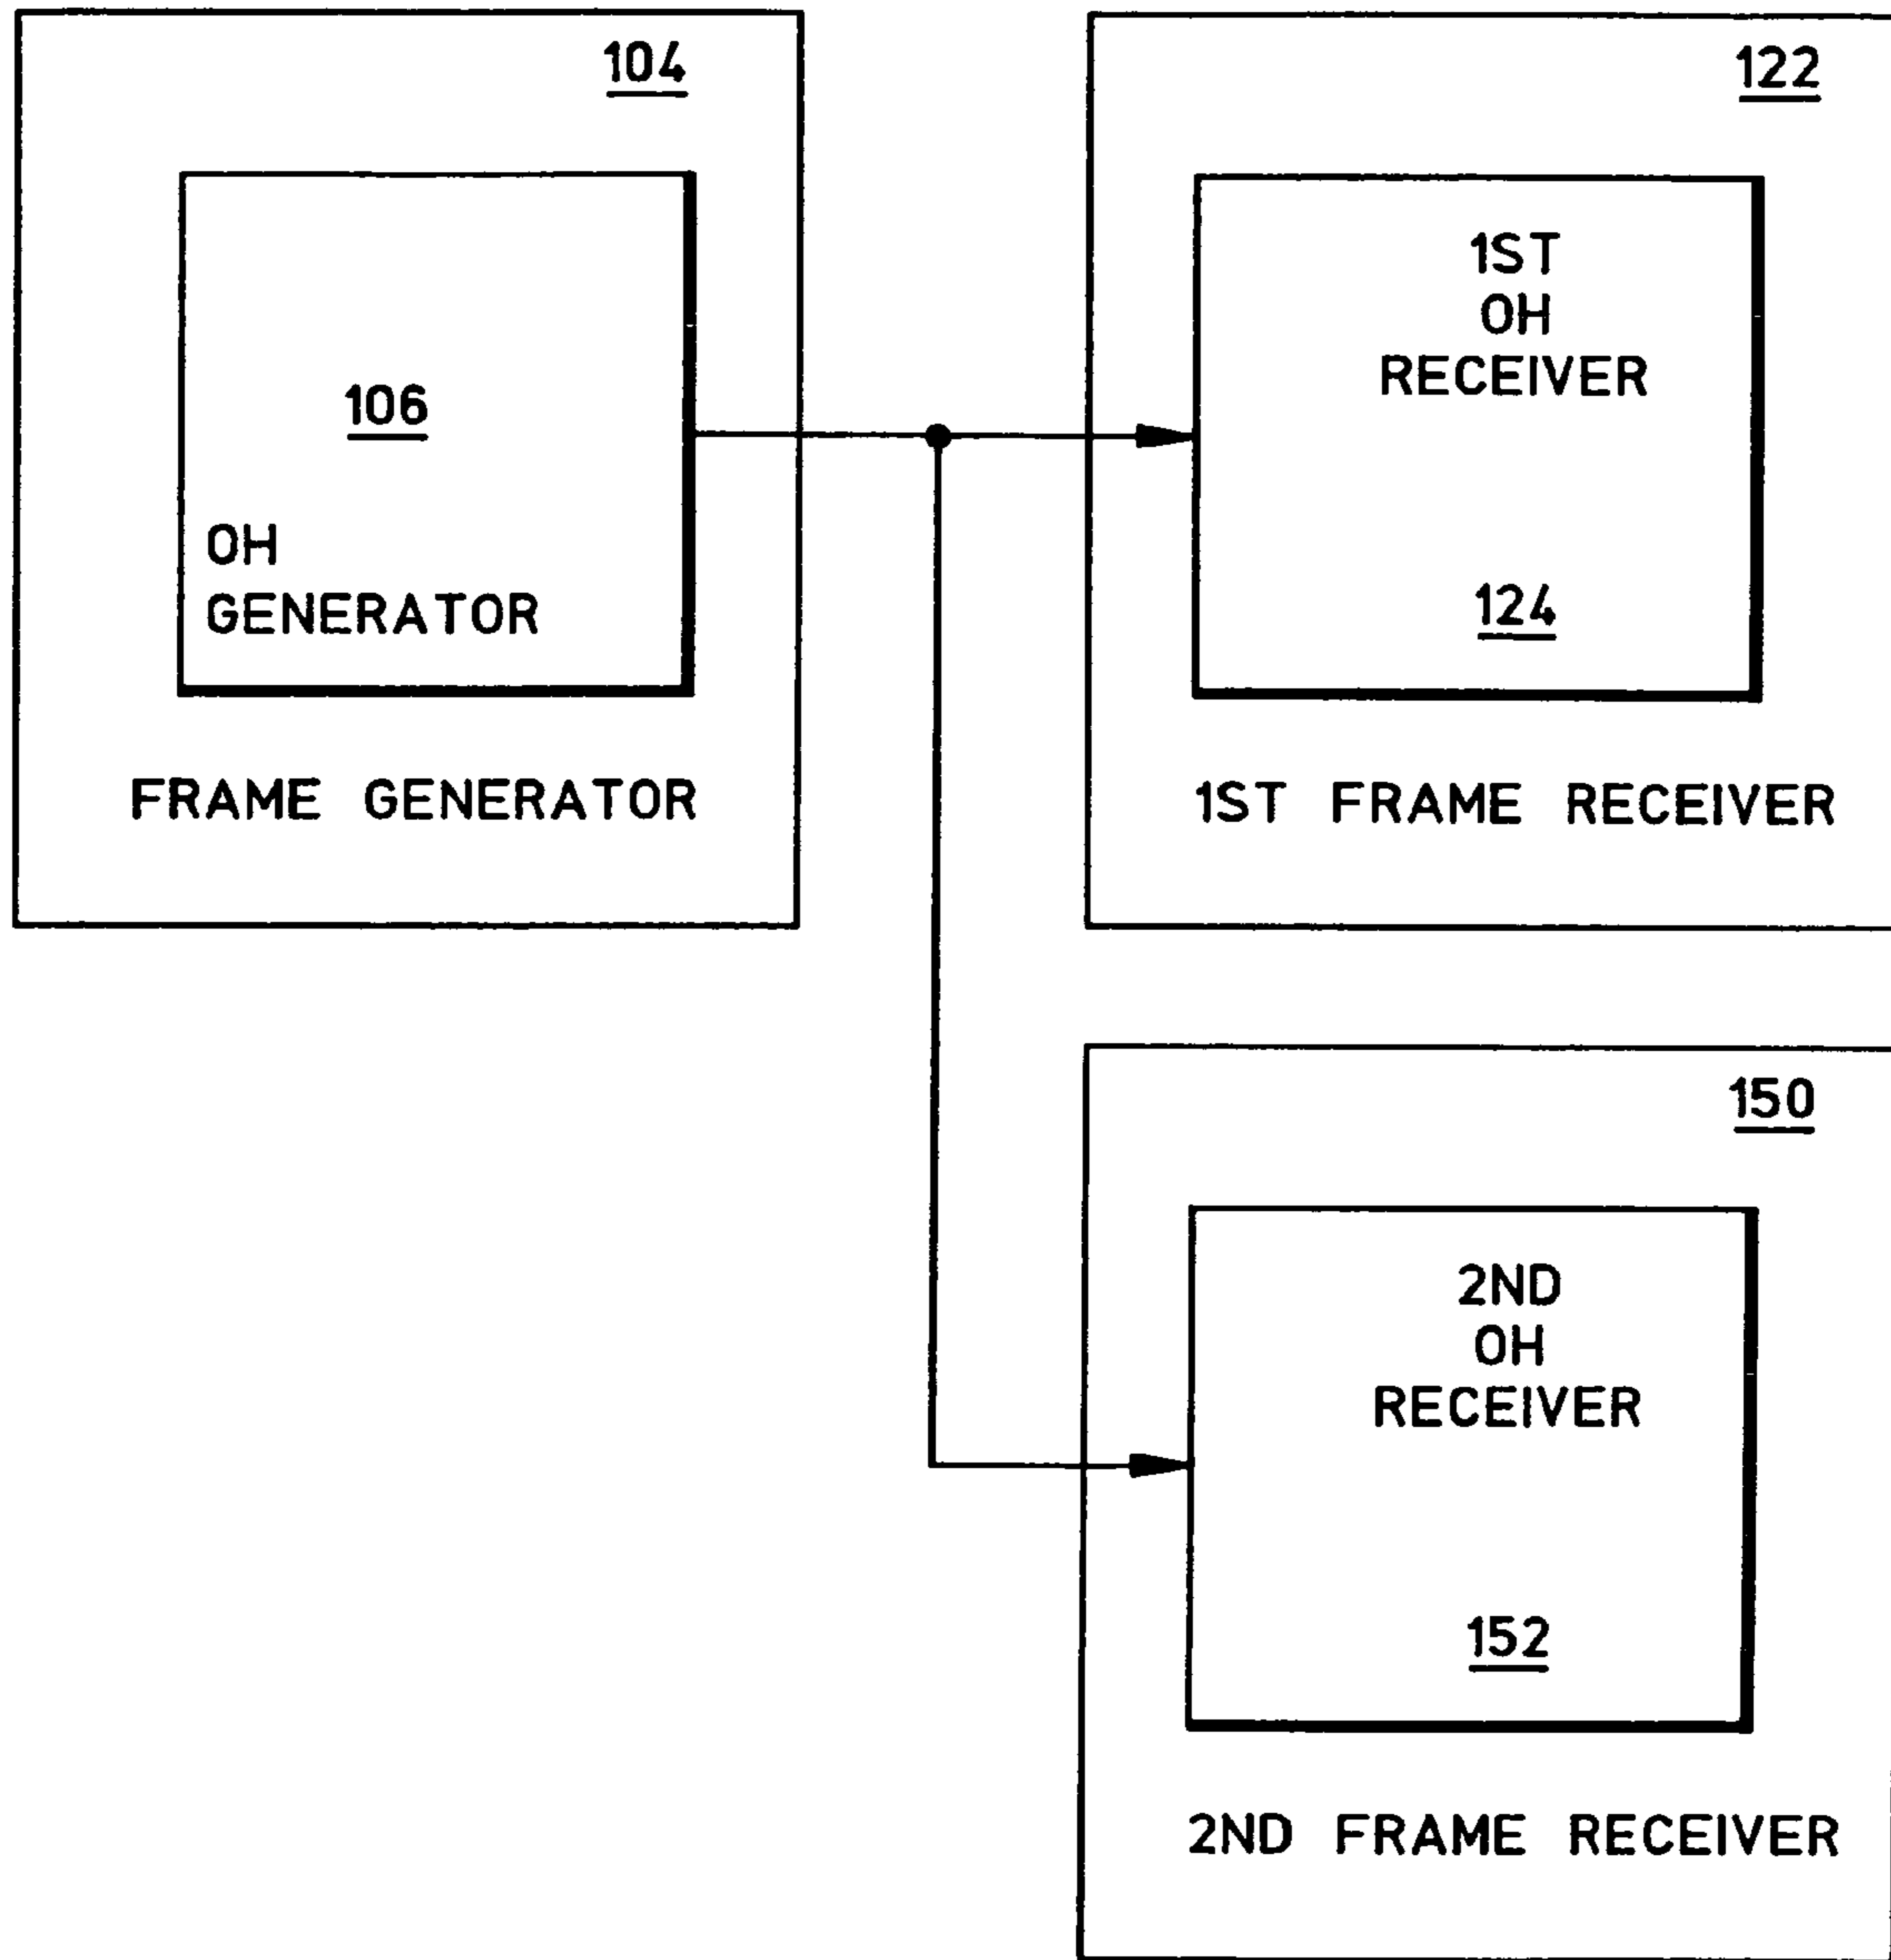 104
106
OH
GENERATOR
FRAME GENERATOR
122
1ST
OH
RECEIVER
124
1ST FRAME RECEIVER
150
2ND
OH
RECEIVER
152
2ND FRAME RECEIVER